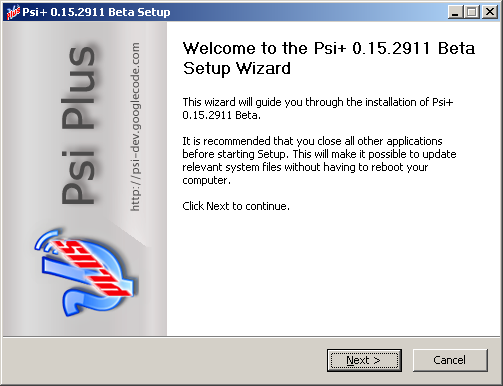 Psi+ 0.15.2911 Beta Setup
Psi Plus
http://psi-dev.googlecode.com
PLUS
Welcome to the Psi+ 0.15.2911 Beta
Setup Wizard
This wizard will guide you through the installation of Psi+
0.15.2911 Beta.
It is recommended that you close all other applications
before starting Setup. This will make it possible to update
relevant system files without having to reboot your
computer.
Click Next to continue.
Next >
Cancel